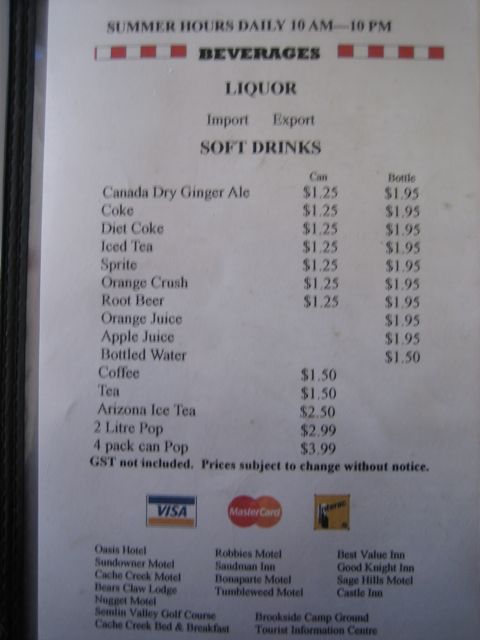 SUMMER HOURS DAILY 10 AM—10 PM
BEVERAGES
LIQUOR
Import Export
SOFT DRINKS
Can Bottle
Canada Dry Ginger Ale $1.25 $1.95
Coke $1.25 $1.95
Diet Coke $1.25 $1.95
Iced Tea $1.25 $1.95
Sprite $1.25 $1.95
Orange Crush $1.25 $1.95
Root Beer $1.25 $1.95
Orange Juice $1.95
Apple Juice $1.95
Bottled Water $1.50
Coffee $1.50
Tea $1.50
Arizona Ice Tea $2.50
2 Litre Pop $2.99
4 pack can Pop $3.99
GST not included. Prices subject to change without notice.
VISA MasterCard Interac
Oasis Hotel Robbies Motel Best Value Inn
Sundowner Motel Sandman Inn Good Knight Inn
Cache Creek Motel Bonaparte Motel Sage Hills Motel
Bears Claw Lodge Tumbleweed Motel Castle Inn
Nugget Motel
Semlin Valley Golf Course Brookside Camp Ground
Cache Creek Bed & Breakfast Tourist Information Centre